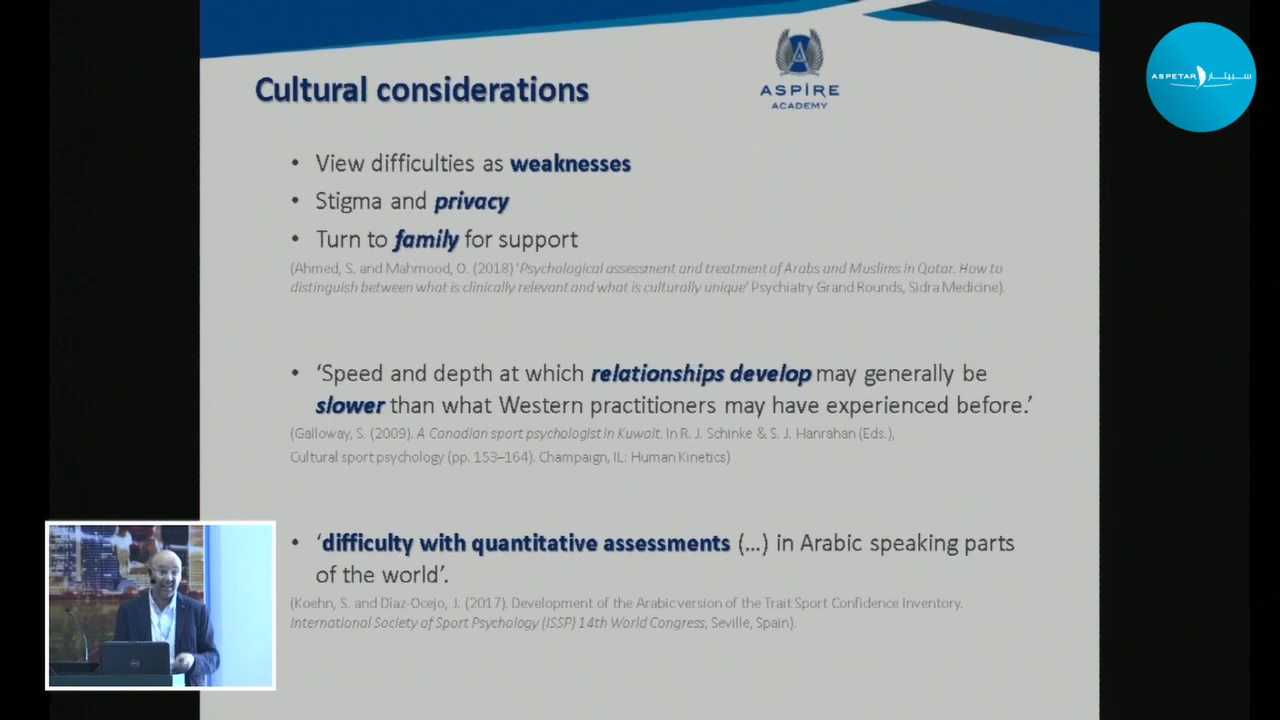 Cultural considerations
ASPIRE
ACADEMY
ASPETAR سبيتار
• View difficulties as weaknesses
• Stigma and privacy
• Turn to family for support
(Ahmed, S. and Mahmood, O. (2018) 'Psychological assessment and treatment of Arabs and Muslims in Qatar. How to
distinguish between what is clinically relevant and what is culturally unique' Psychiatry Grand Rounds, Sidra Medicine).
• 'Speed and depth at which relationships develop may generally be
slower than what Western practitioners may have experienced before.'
(Galloway, S. (2009). A Canadian sport psychologist in Kuwait. In R. J. Schinke & S. J. Hanrahan (Eds.),
Cultural sport psychology (pp. 153–164). Champaign, IL: Human Kinetics)
• 'difficulty with quantitative assessments (...) in Arabic speaking parts
of the world'.
(Koehn, S. and Díaz-Ocejo, J. (2017). Development of the Arabic version of the Trait Sport Confidence Inventory.
International Society of Sport Psychology (ISSP) 14th World Congress, Seville, Spain).